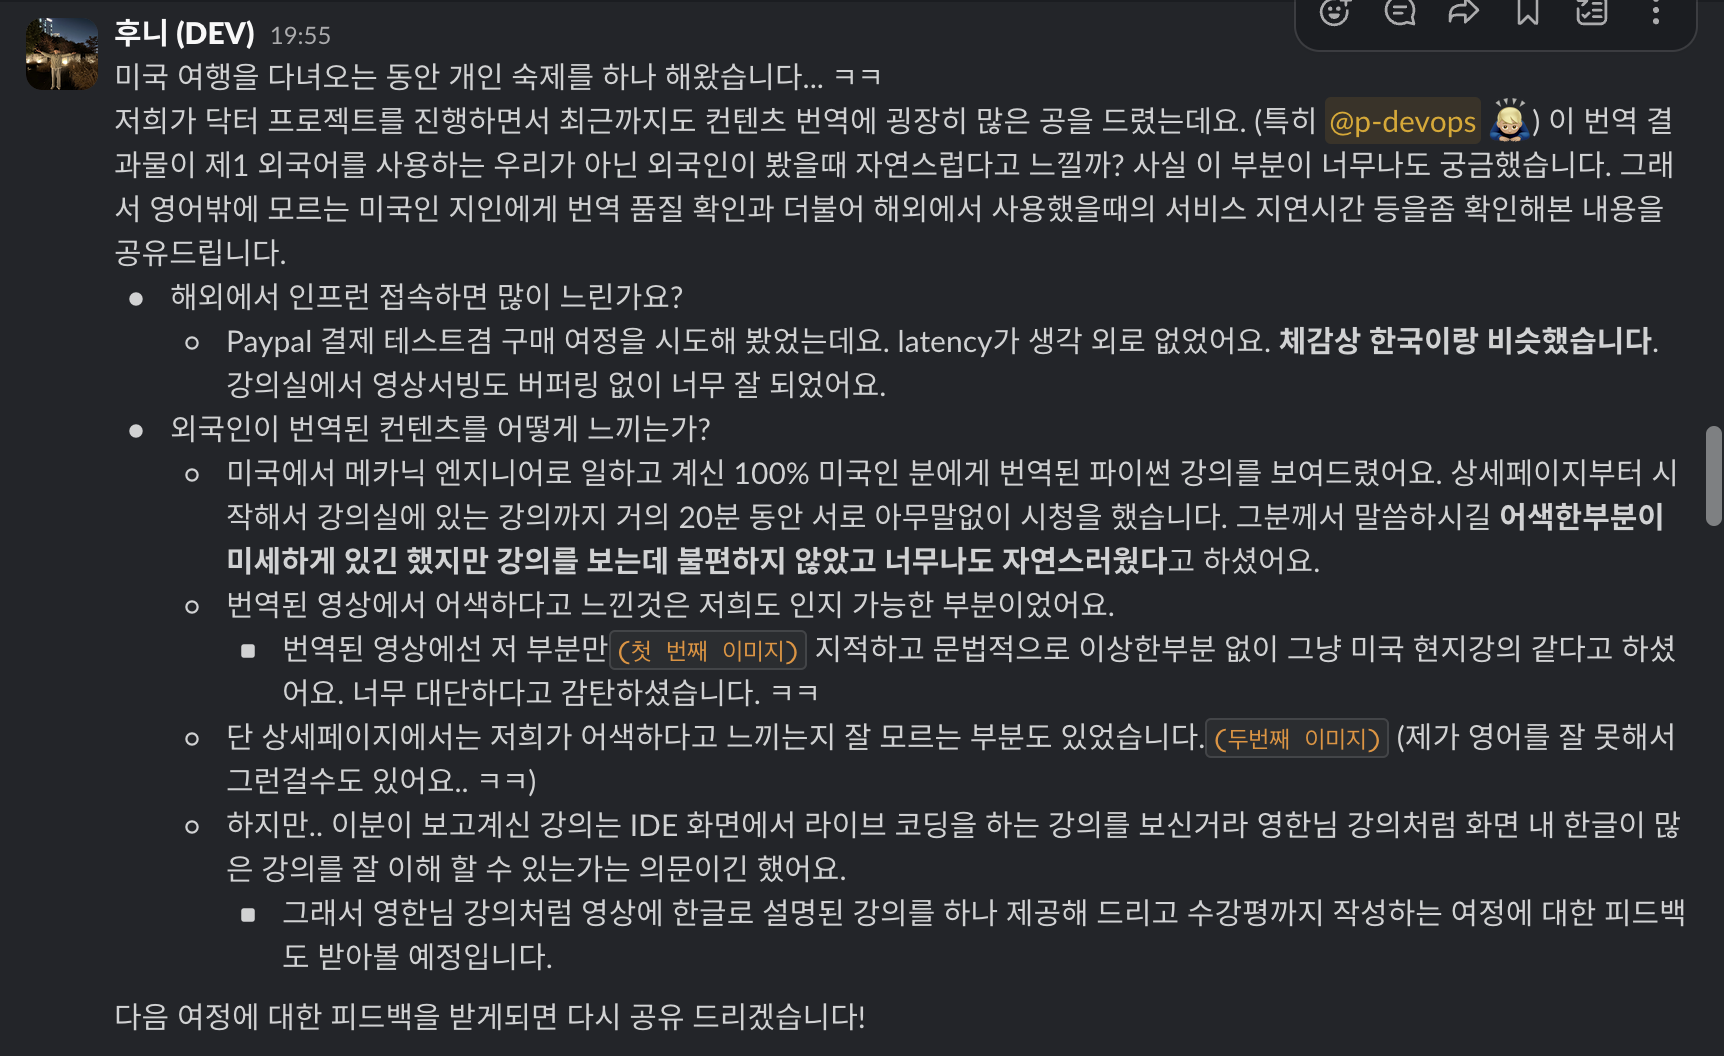 후니 (DEV) 19:55
미국 여행을 다녀오는 동안 개인 숙제를 하나 해왔습니다... ㅋㅋ
저희가 닥터 프로젝트를 진행하면서 최근까지도 컨텐츠 번역에 굉장히 많은 공을 드렸는데요. (특히 @p-devops ) 이 번역 결
과물이 제1 외국어를 사용하는 우리가 아닌 외국인이 봤을때 자연스럽다고 느낄까? 사실 이 부분이 너무나도 궁금했습니다. 그래
서 영어밖에 모르는 미국인 지인에게 번역 품질 확인과 더불어 해외에서 사용했을때의 서비스 지연시간 등을좀 확인해본 내용을
공유드립니다.
● 해외에서 인프런 접속하면 많이 느린가요?
○ Paypal 결제 테스트겸 구매 여정을 시도해 봤었는데요. latency가 생각 외로 없었어요. 체감상 한국이랑 비슷했습니다.
강의실에서 영상서빙도 버퍼링 없이 너무 잘 되었어요.
● 외국인이 번역된 컨텐츠를 어떻게 느끼는가?
○ 미국에서 메카닉 엔지니어로 일하고 계신 100% 미국인 분에게 번역된 파이썬 강의를 보여드렸어요. 상세페이지부터 시
작해서 강의실에 있는 강의까지 거의 20분 동안 서로 아무말없이 시청을 했습니다. 그분께서 말씀하시길 어색한부분이
미세하게 있긴 했지만 강의를 보는데 불편하지 않았고 너무나도 자연스러웠다고 하셨어요.
○ 번역된 영상에서 어색하다고 느낀것은 저희도 인지 가능한 부분이었어요.
■ 번역된 영상에선 저 부분만(첫 번째 이미지) 지적하고 문법적으로 이상한부분 없이 그냥 미국 현지강의 같다고 하셨
어요. 너무 대단하다고 감탄하셨습니다. ㅋㅋ
○ 단 상세페이지에서는 저희가 어색하다고 느끼는지 잘 모르는 부분도 있었습니다.(두번째 이미지) (제가 영어를 잘 못해서
그런걸수도 있어요.. ㅋㅋ)
○ 하지만.. 이분이 보고계신 강의는 IDE 화면에서 라이브 코딩을 하는 강의를 보신거라 영한님 강의처럼 화면 내 한글이 많
은 강의를 잘 이해 할 수 있는가는 의문이긴 했어요.
■ 그래서 영한님 강의처럼 영상에 한글로 설명된 강의를 하나 제공해 드리고 수강평까지 작성하는 여정에 대한 피드백
도 받아볼 예정입니다.
다음 여정에 대한 피드백을 받게되면 다시 공유 드리겠습니다!